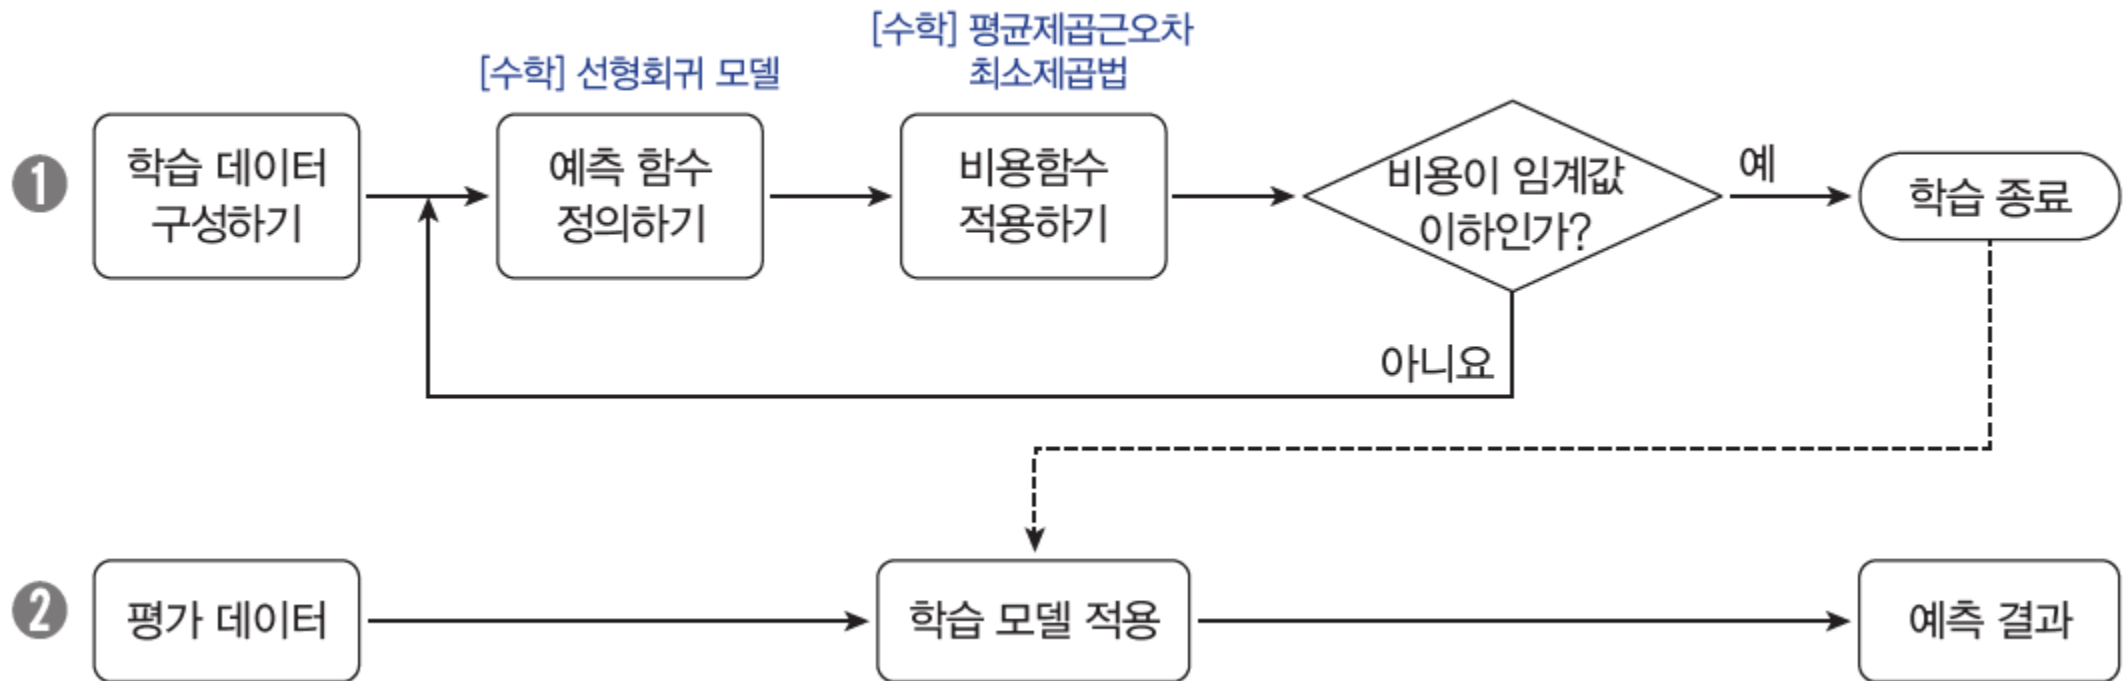 [수학] 평균제곱근오차
최소제곱법
[수학] 선형회귀 모델
1
학습 데이터
구성하기
예측 함수
정의하기
비용함수
적용하기
비용이 임계값
이하인가?
예
학습 종료
아니요
2
평가 데이터
학습 모델 적용
예측 결과